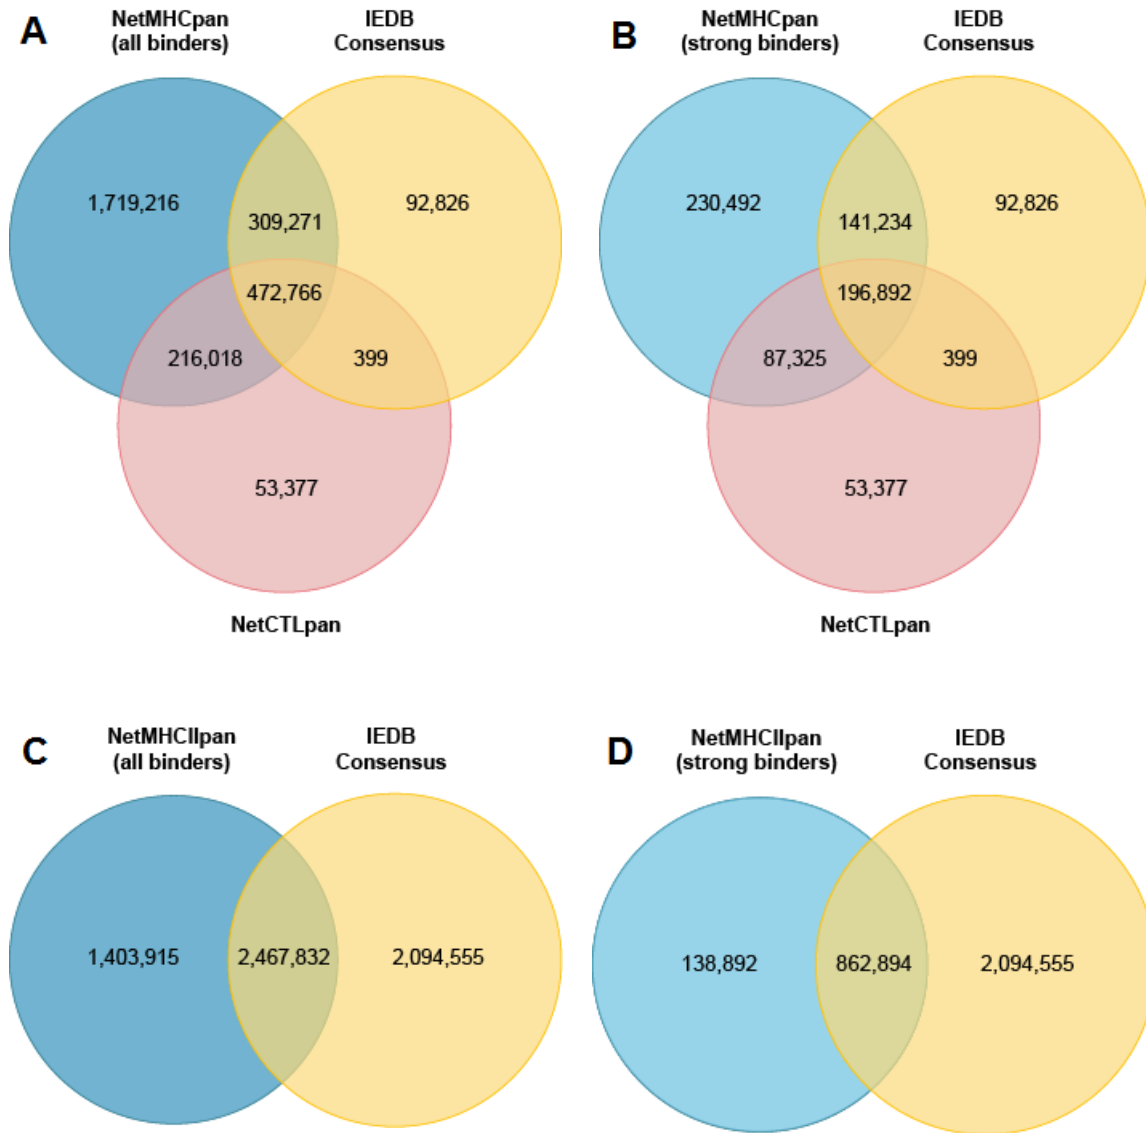 A
NetMHCpan
(all binders)
IEDB
Consensus
1,719,216
309,271
92,826
472,766
216,018
399
53,377
NetCTLpan
B
NetMHCpan
(strong binders)
IEDB
Consensus
230,492
141,234
92,826
196,892
87,325
399
53,377
NetCTLpan
C
NetMHCIIpan
(all binders)
IEDB
Consensus
1,403,915
2,467,832
2,094,555
D
NetMHCIIpan
(strong binders)
IEDB
Consensus
138,892
862,894
2,094,555